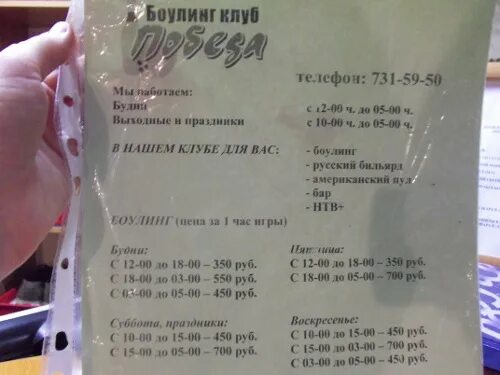 Боулинг клуб
Победа
телефон: 731-59-50
Мы работаем:
Будни с 12-00 ч. до 05-00 ч.
Выходные и праздники с 10-00 ч. до 05-00 ч.
В НАШЕМ КЛУБЕ ДЛЯ ВАС: - боулинг
- русский бильярд
- американский пул
- бар
- НТВ+
БОУЛИНГ (цена за 1 час игры)
Будни:
С 12-00 до 18-00 – 350 руб.
С 18-00 до 03-00 – 550 руб.
С 03-00 до 05-00 – 450 руб.
Пятница:
С 12-00 до 18-00 – 350 руб.
С 18-00 до 05-00 – 700 руб.
Суббота, праздники:
С 10-00 до 15-00 – 450 руб.
С 15-00 до 05-00 – 700 руб.
Воскресенье:
С 10-00 до 15-00 – 450 руб.
С 15-00 до 03-00 – 700 руб.
С 03-00 до 05-00 – 450 руб.